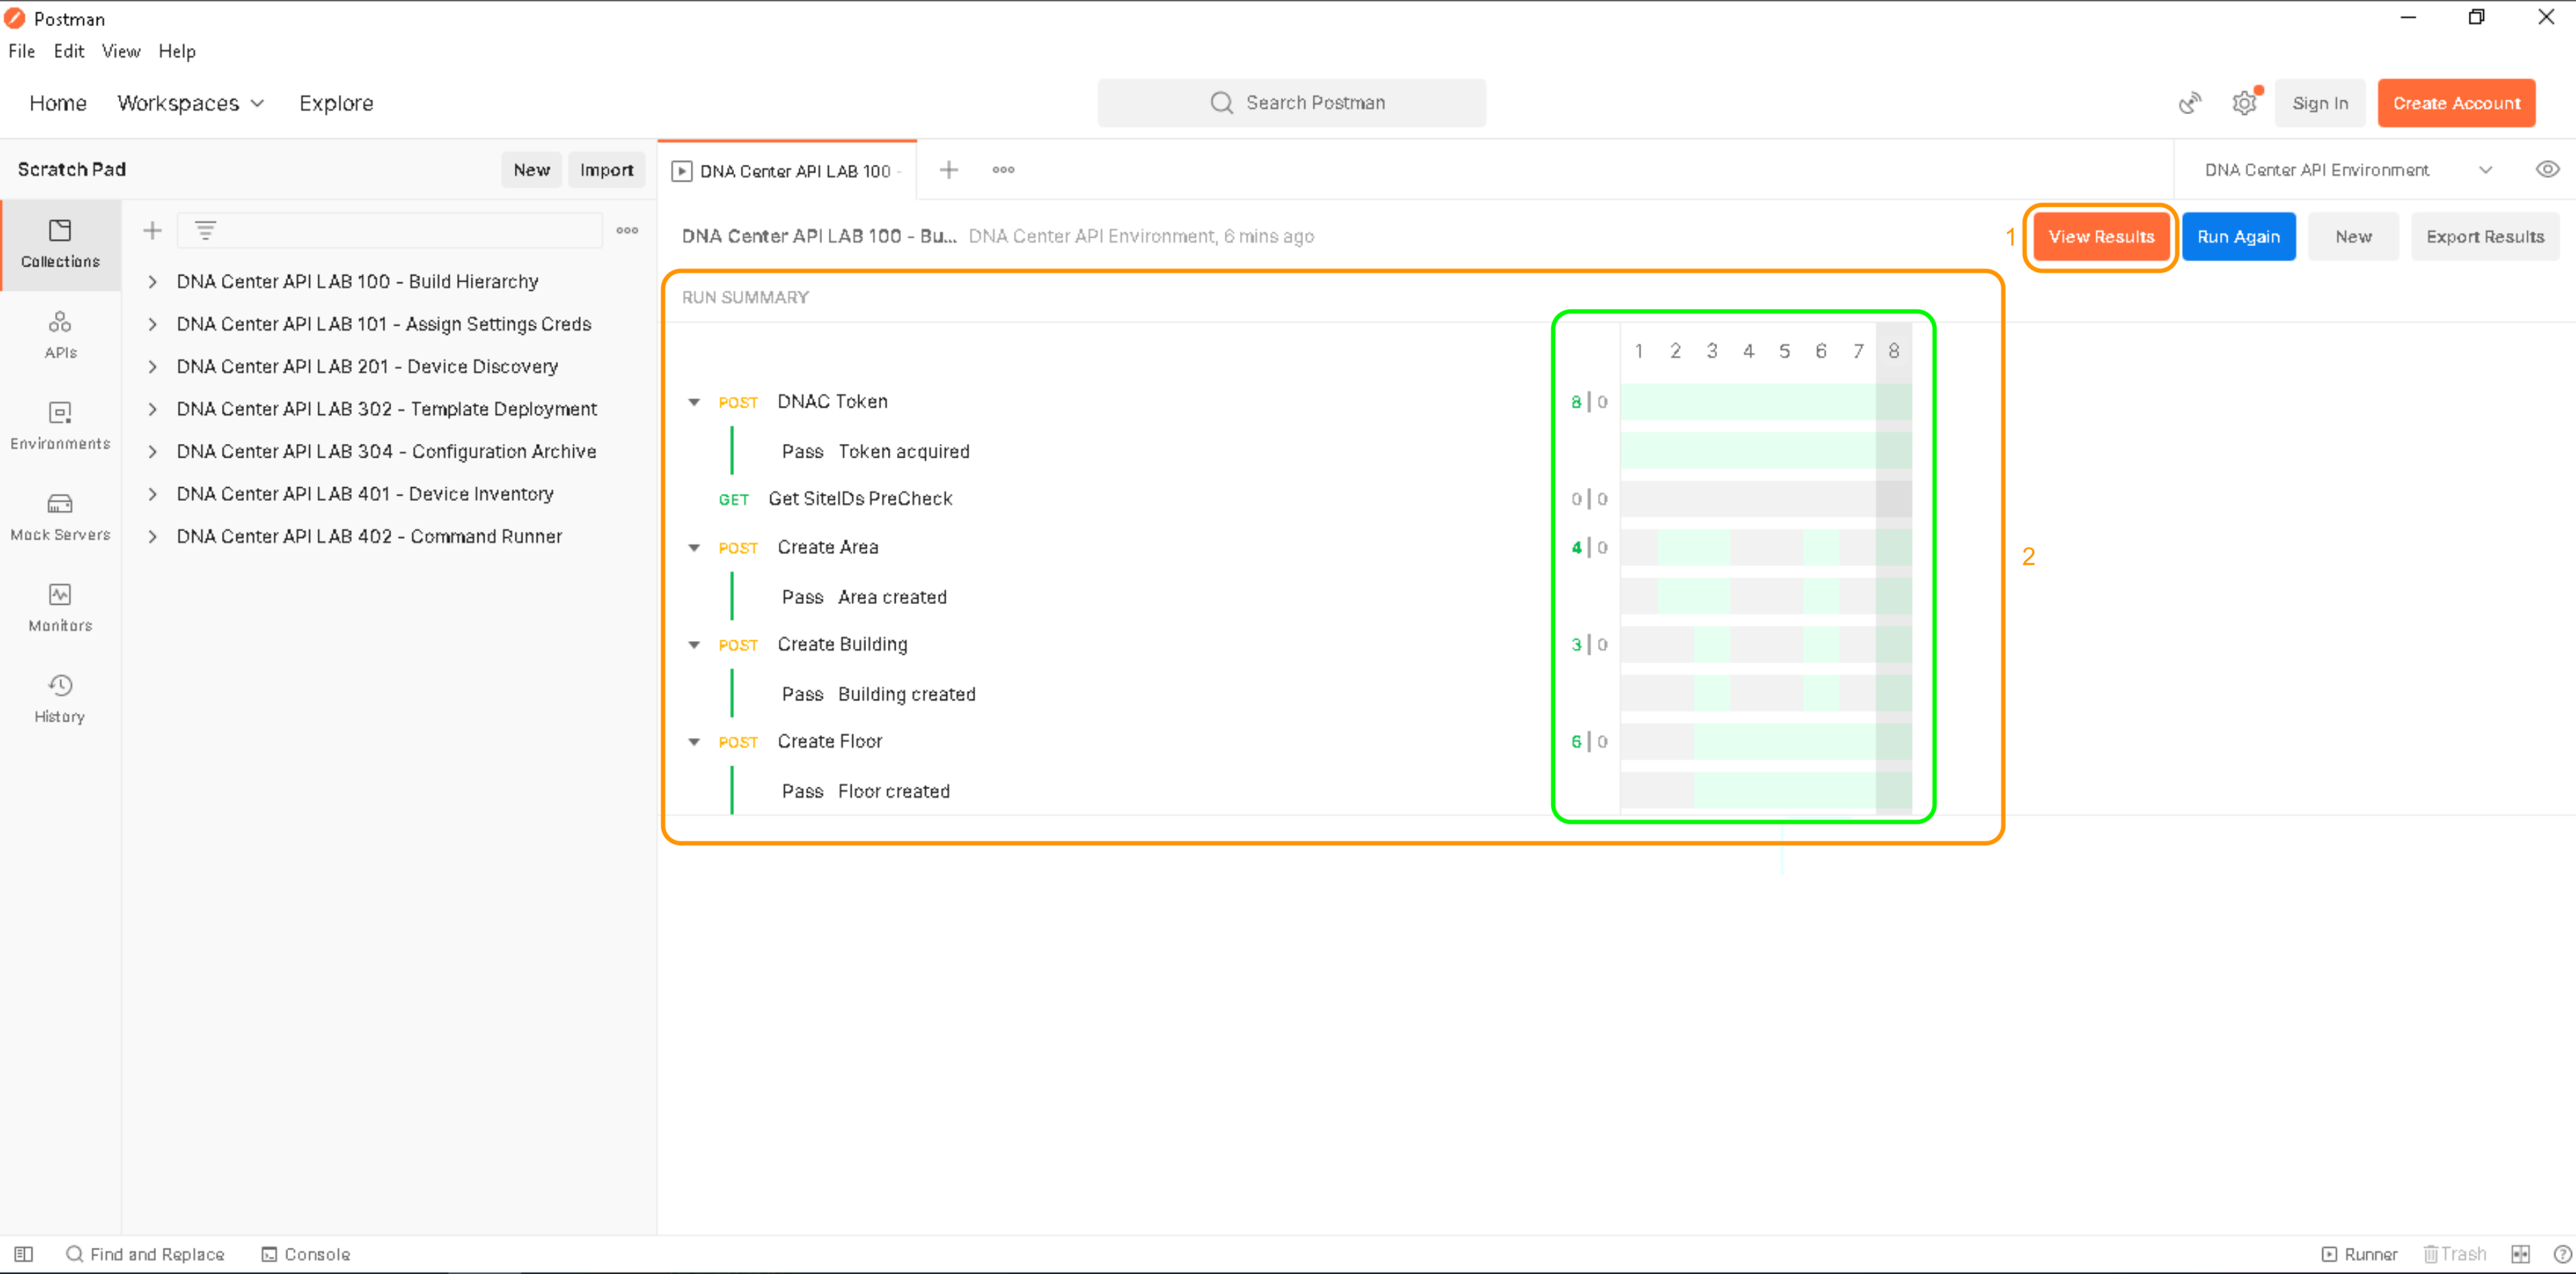 Postman
File Edit View Help
Home Workspaces Explore
Search Postman
Sign In
Create Account
Scratch Pad
New
Import
DNA Center API LAB 100 -
DNA Center API Environment
Collections
DNA Center API LAB 100 - Bu... DNA Center API Environment, 6 mins ago
1
View Results
Run Again
New
Export Results
DNA Center API LAB 100 - Build Hierarchy
DNA Center API LAB 101 - Assign Settings Creds
DNA Center API LAB 201 - Device Discovery
DNA Center API LAB 302 - Template Deployment
DNA Center API LAB 304 - Configuration Archive
DNA Center API LAB 401 - Device Inventory
DNA Center API LAB 402 - Command Runner
APIs
Environments
Mock Servers
Monitors
History
RUN SUMMARY
1 2 3 4 5 6 7 8
POST DNAC Token 8 | 0
Pass Token acquired
GET Get SiteIDs PreCheck 0 | 0
POST Create Area 4 | 0
2
Pass Area created
POST Create Building 3 | 0
Pass Building created
POST Create Floor 6 | 0
Pass Floor created
Find and Replace
Console
Runner
Trash